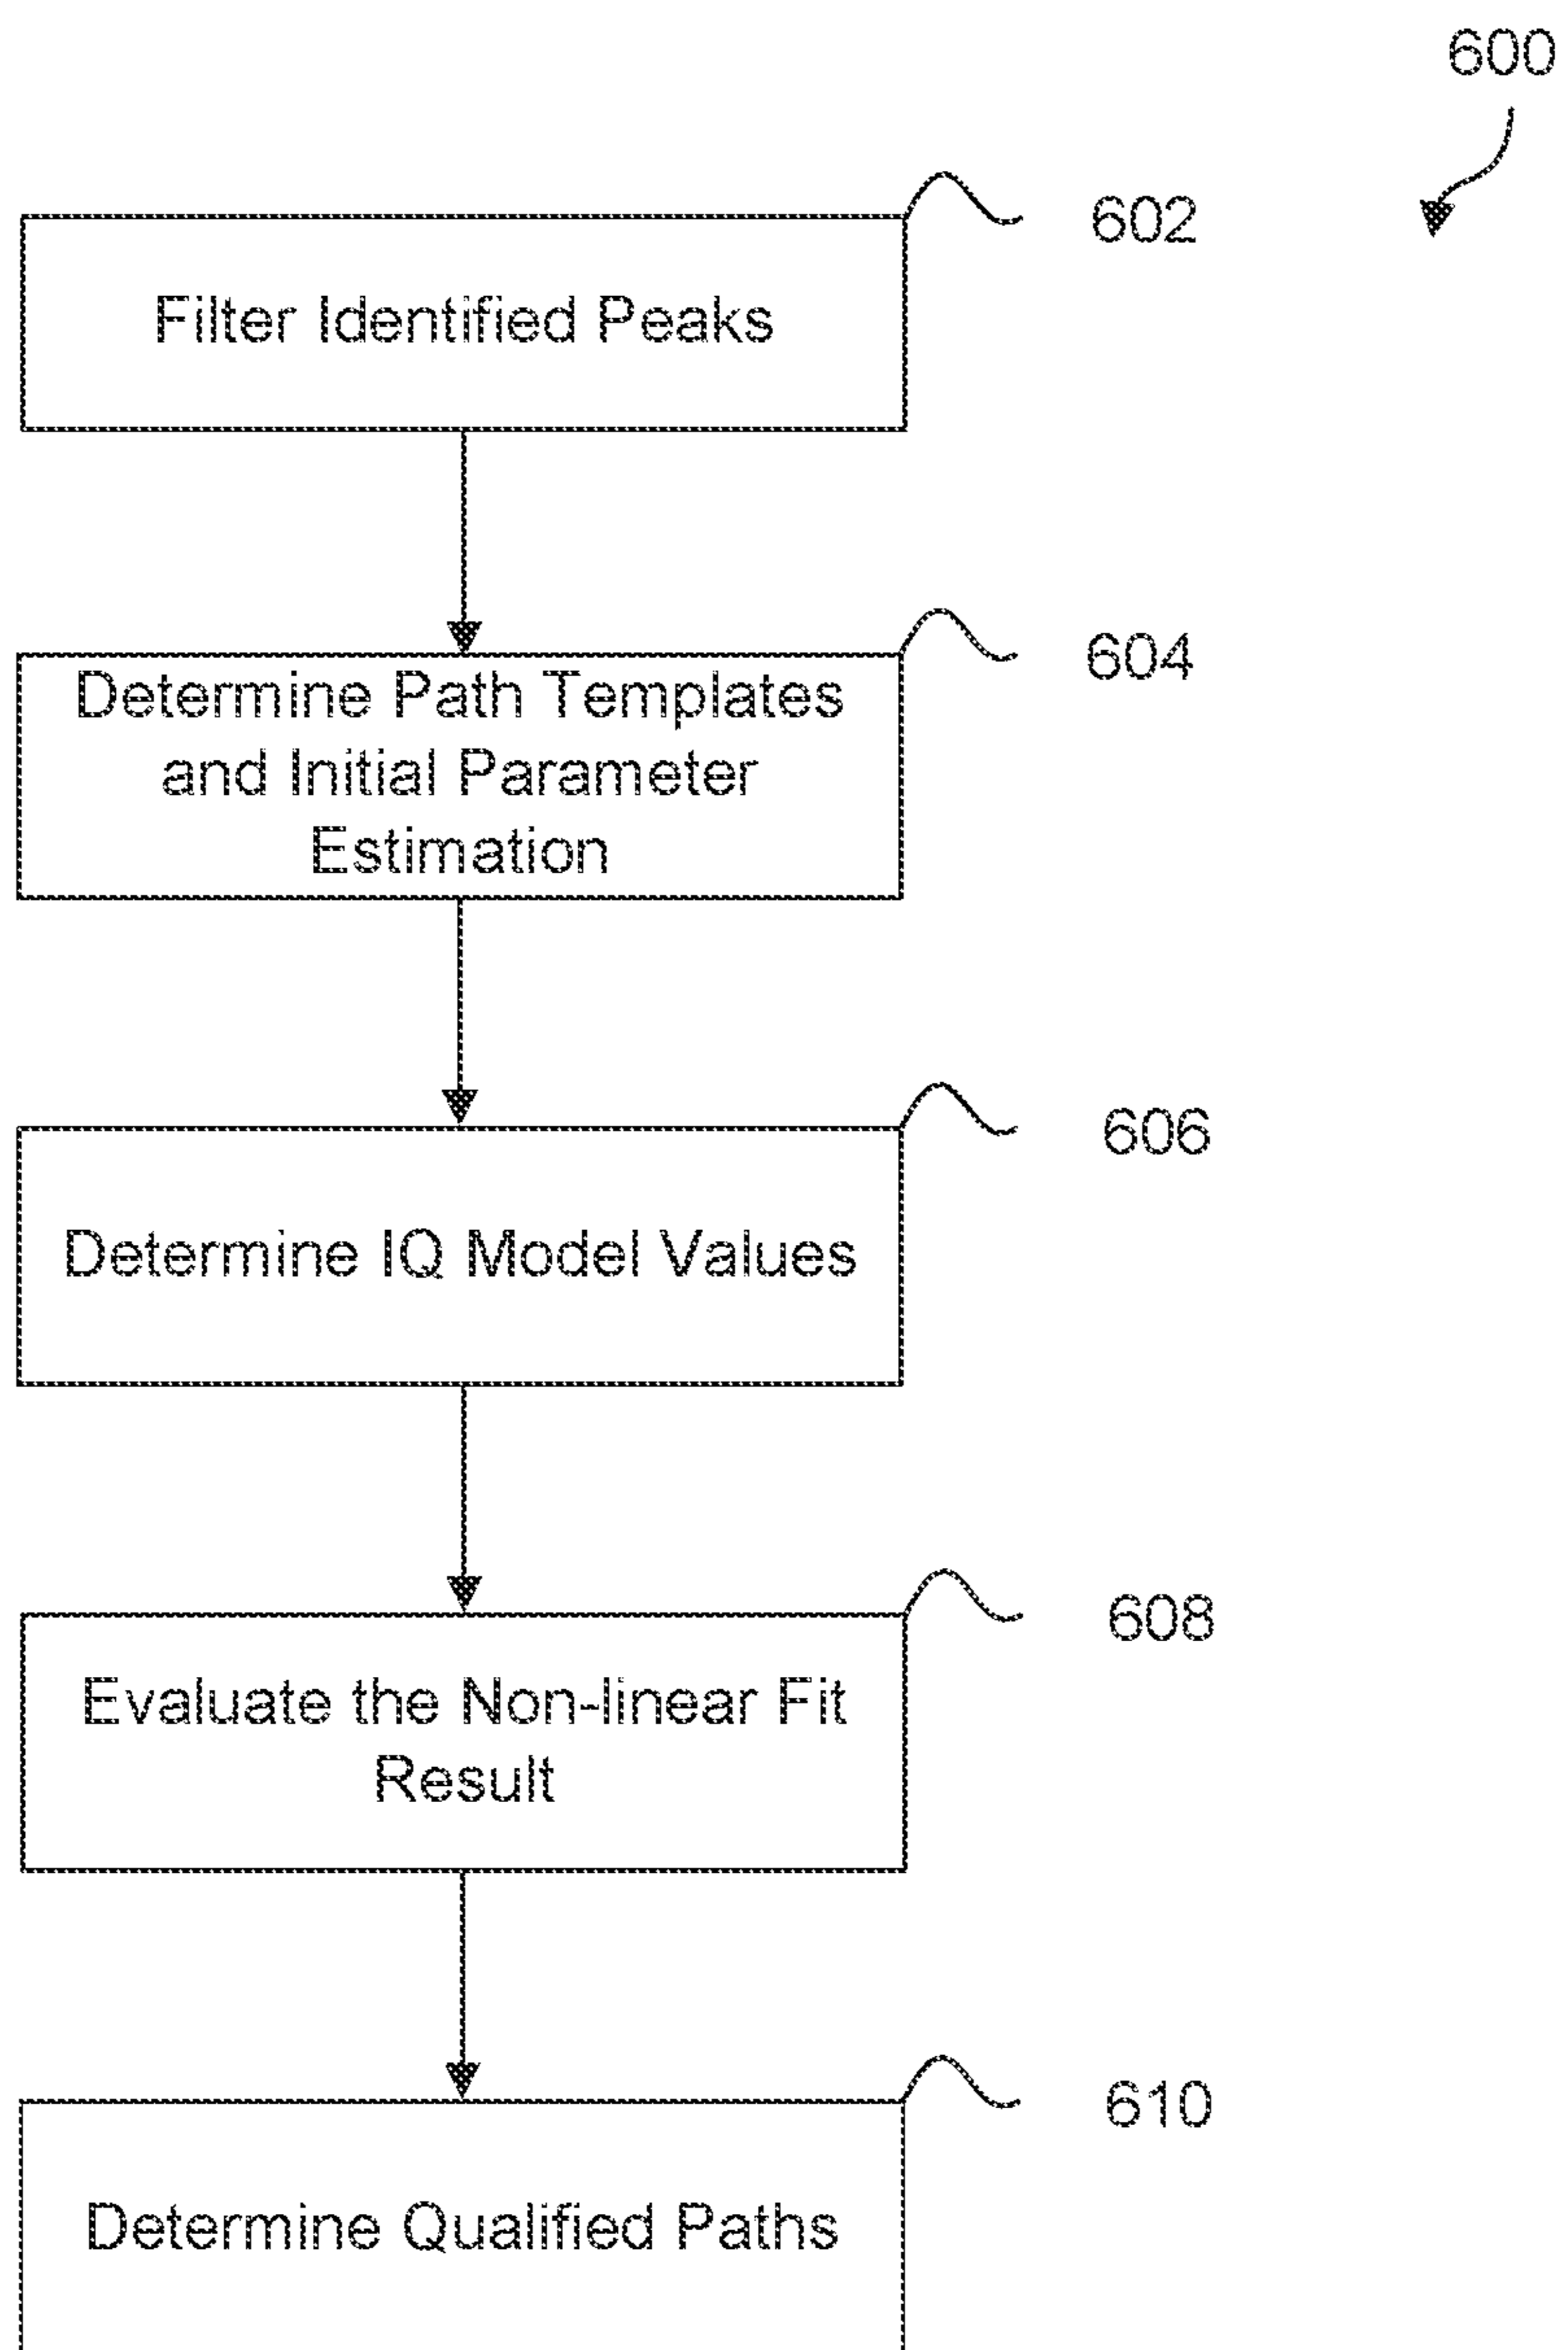 600
602
Filter Identified Peaks
604
Determine Path Templates
and Initial Parameter
Estimation
606
Determine IQ Model Values
608
Evaluate the Non-linear Fit
Result
610
Determine Qualified Paths